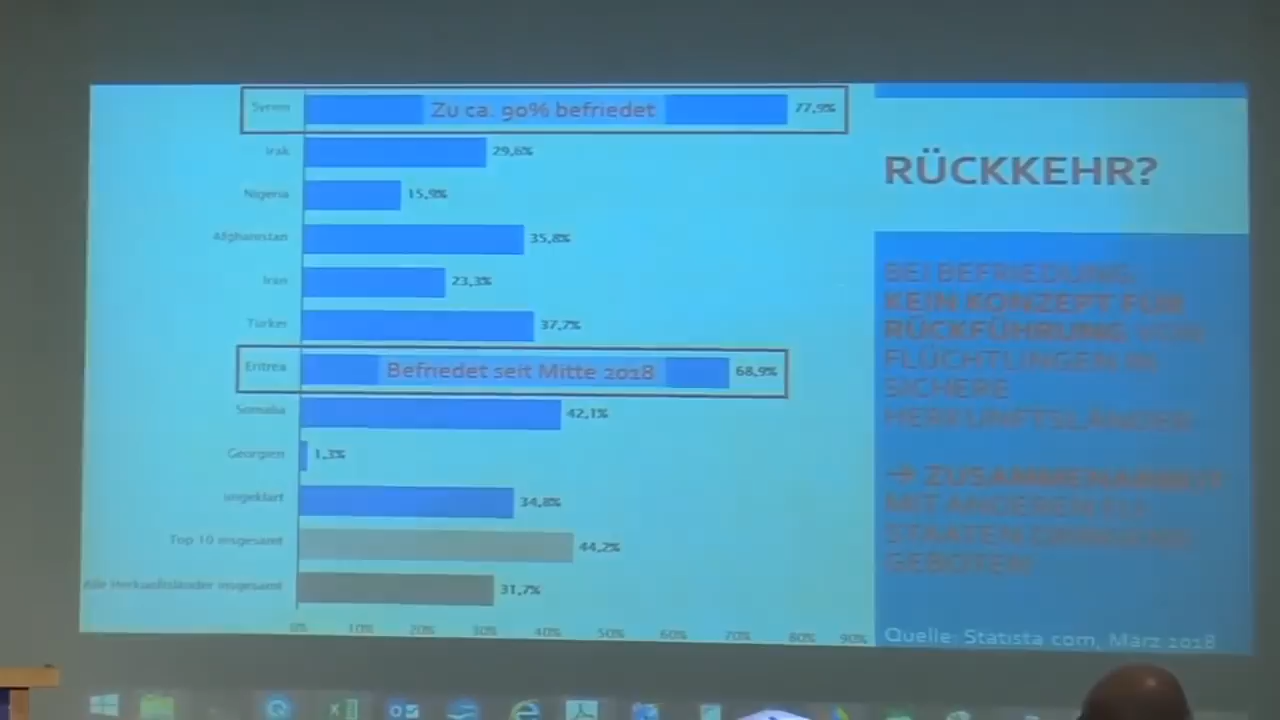 Syrien Zu ca. 90% befriedet 77,9%
Irak 29,6%
Nigeria 15,9%
Afghanistan 35,8%
Iran 23,3%
Türkei 37,7%
Eritrea Befriedet seit Mitte 2018 68,9%
Somalia 42,1%
Georgien 1,3%
ungeklärt 34,8%
Top 10 insgesamt 44,2%
Alle Herkunftsländer insgesamt 31,7%
0% 10% 20% 30% 40% 50% 60% 70% 80% 90%
RÜCKKEHR?
BEI BEFRIEDUNG
KEIN KONZEPT FÜR
RÜCKFÜHRUNG VON
FLÜCHTLINGEN IN
SICHERE
HERKUNFTSLÄNDER
→ ZUSAMMENARBEIT
MIT ANDEREN EU
STAATEN DRINGEND
GEBOTEN
Quelle: Statista.com, März 2018